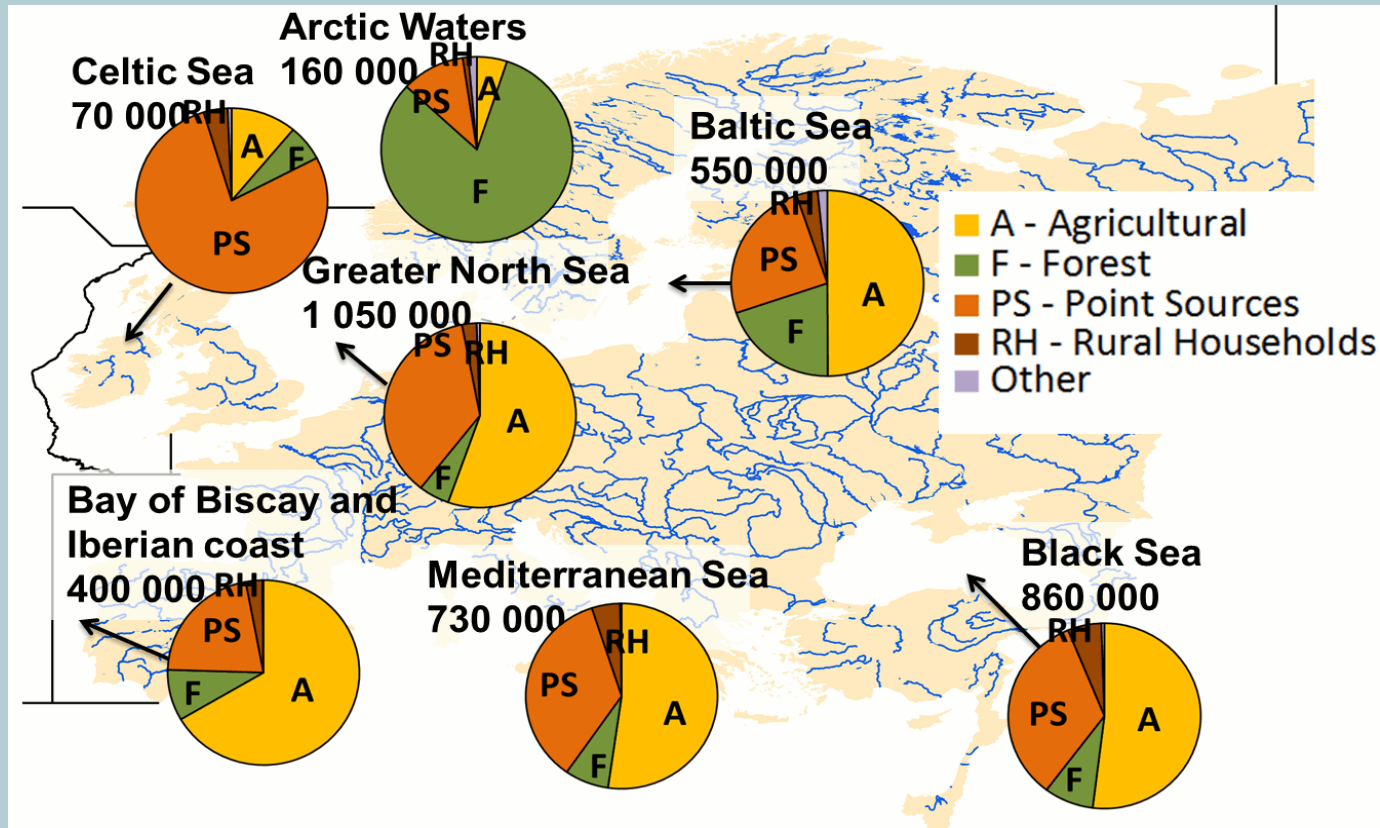 Arctic Waters
160 000
RH
A
PS
F
Celtic Sea
70 000
RH
A
F
PS
Baltic Sea
550 000
RH
PS
A
F
A - Agricultural
F - Forest
PS - Point Sources
RH - Rural Households
Other
Greater North Sea
1 050 000
PS
RH
A
F
Bay of Biscay and
Iberian coast
400 000
RH
PS
F
A
Mediterranean Sea
730 000
RH
PS
A
F
Black Sea
860 000
RH
PS
A
F